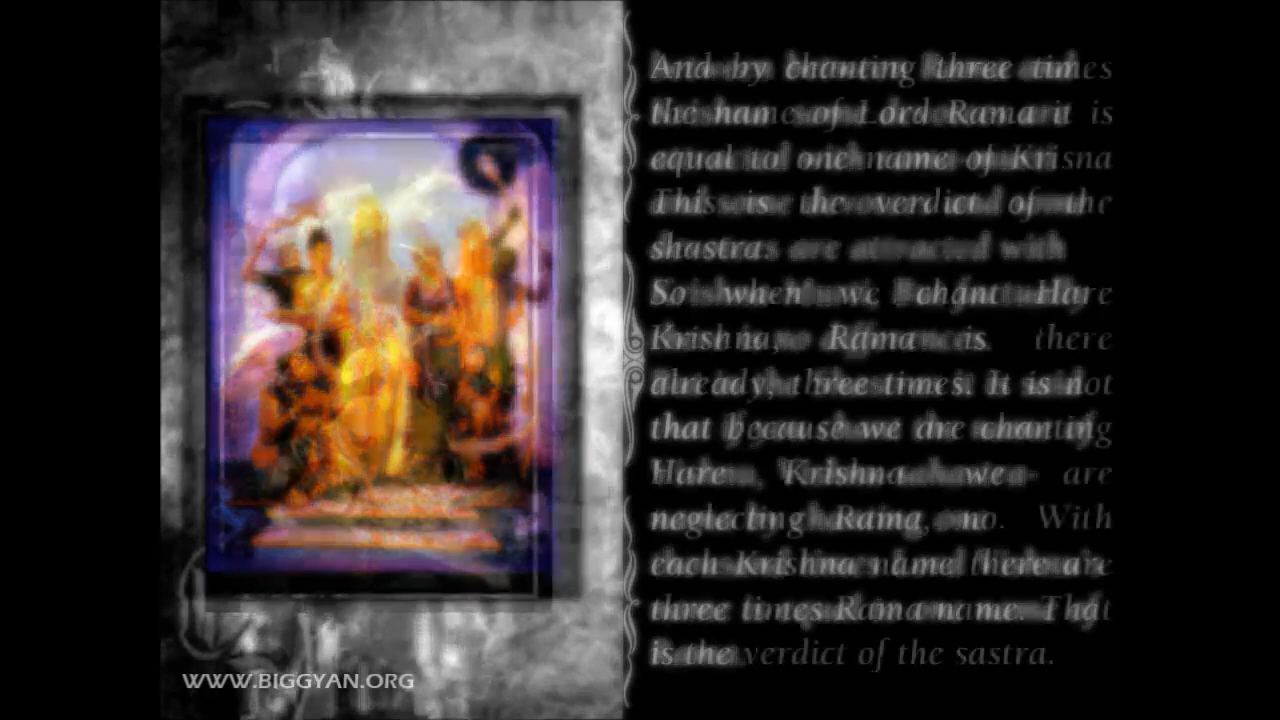 And by chanting three times
the name of Lord Rama it is
equal to one name of Krisna
This is the verdict of the
shastra.
So when we chant Hare
Krishna, Rama is there
already, three times. It is not
that because we are chanting
Hare Krishna we are
neglecting Rama, no. With
each Krishna name there are
three times Rama name. That
is the verdict of the sastra.
WWW.BIGGYAN.ORG